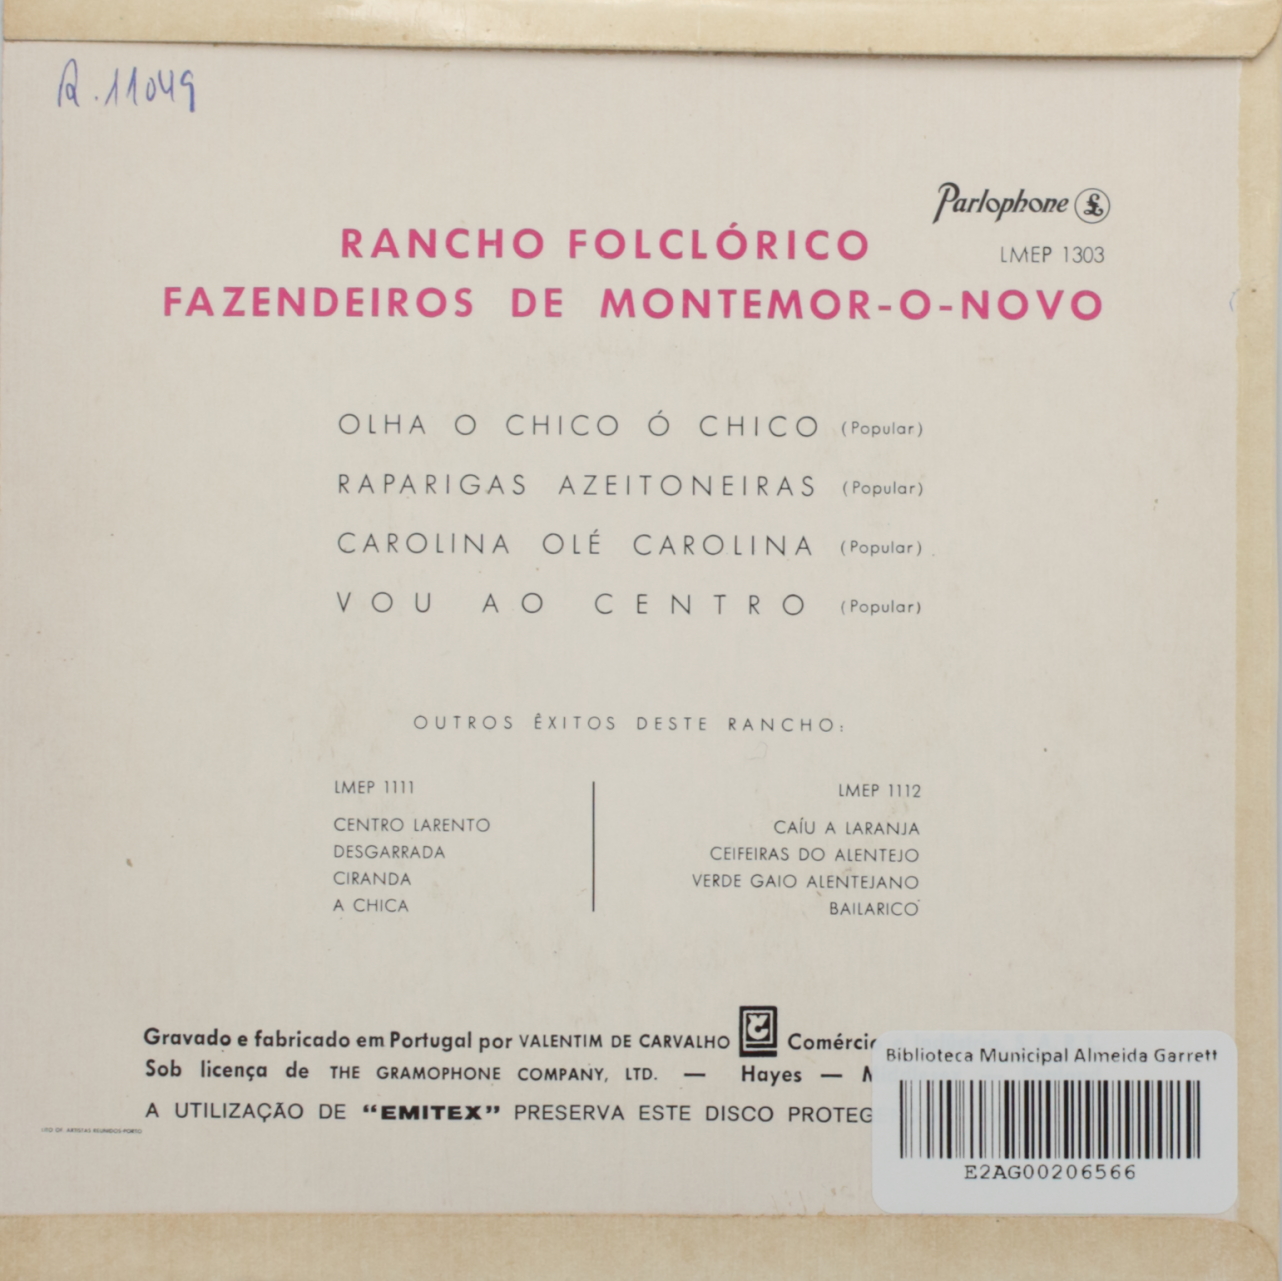 R.11049
Parlophone £
LMEP 1303
RANCHO FOLCLÓRICO
FAZENDEIROS DE MONTEMOR-O-NOVO
OLHA O CHICO Ó CHICO (Popular)
RAPARIGAS AZEITONEIRAS (Popular)
CAROLINA OLÉ CAROLINA (Popular)
VOU AO CENTRO (Popular)
OUTROS ÊXITOS DESTE RANCHO:
LMEP 1111
CENTRO LARENTO
DESGARRADA
CIRANDA
A CHICA
LMEP 1112
CAÍU A LARANJA
CEIFEIRAS DO ALENTEJO
VERDE GAIO ALENTEJANO
BAILARICO
Gravado e fabricado em Portugal por VALENTIM DE CARVALHO
Sob licença de THE GRAMOPHONE COMPANY, LTD. — Hayes —
A UTILIZAÇÃO DE "EMITEX" PRESERVA ESTE DISCO
Biblioteca Municipal Almeida Garrett
E2AG00206566